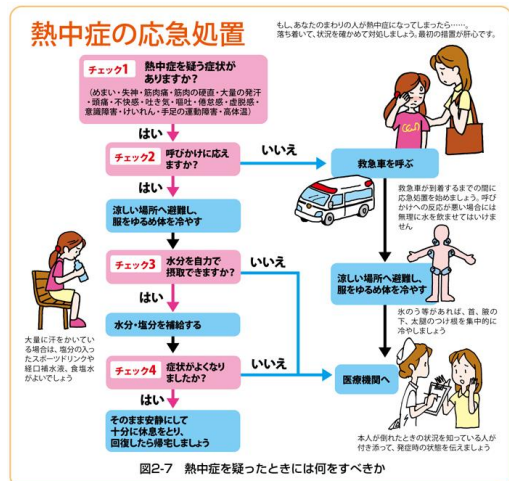 熱中症の応急処置
もし、あなたのまわりの人が熱中症になってしまったら……。
落ち着いて、状況を確かめて対処しましょう。最初の措置が肝心です。
チェック1
熱中症を疑う症状が
ありますか?
(めまい・失神・筋肉痛・筋肉の硬直・大量の発汗
・頭痛・不快感・吐き気・嘔吐・倦怠感・虚脱感・
意識障害・けいれん・手足の運動障害・高体温)
はい
チェック2
呼びかけに応え
ますか?
いいえ
救急車を呼ぶ
救急車が到着するまでの間に
応急処置を始めましょう。呼び
かけへの反応が悪い場合には
無理に水を飲ませてはいけま
せん
はい
涼しい場所へ避難し、
服をゆるめ体を冷やす
涼しい場所へ避難し、
服をゆるめ体を冷やす
氷のう等があれば、首、腋の
下、太腿のつけ根を集中的に
冷やしましょう
チェック3
水分を自力で
摂取できますか?
いいえ
はい
水分・塩分を補給する
大量に汗をかいて
いる場合は、塩分の入っ
たスポーツドリンクや
経口補水液、食塩水
がよいでしょう
チェック4
症状がよくなり
ましたか?
いいえ
医療機関へ
はい
そのまま安静にして
十分に休息をとり、
回復したら帰宅しましょう
本人が倒れたときの状況を知っている人が
付き添って、発症時の状態を伝えましょう
図2-7 熱中症を疑ったときには何をすべきか